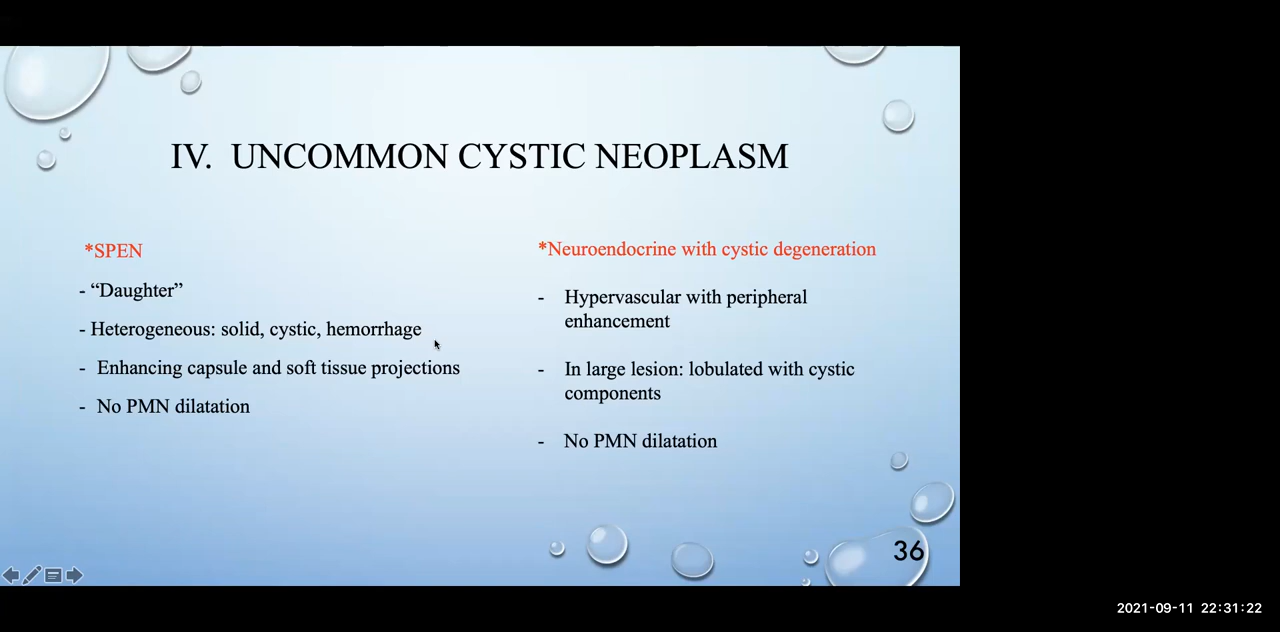 IV. UNCOMMON CYSTIC NEOPLASM
*SPEN
- “Daughter”
- Heterogeneous: solid, cystic, hemorrhage
- Enhancing capsule and soft tissue projections
- No PMN dilatation
*Neuroendocrine with cystic degeneration
- Hypervascular with peripheral
enhancement
- In large lesion: lobulated with cystic
components
- No PMN dilatation
36
2021-09-11 22:31:22